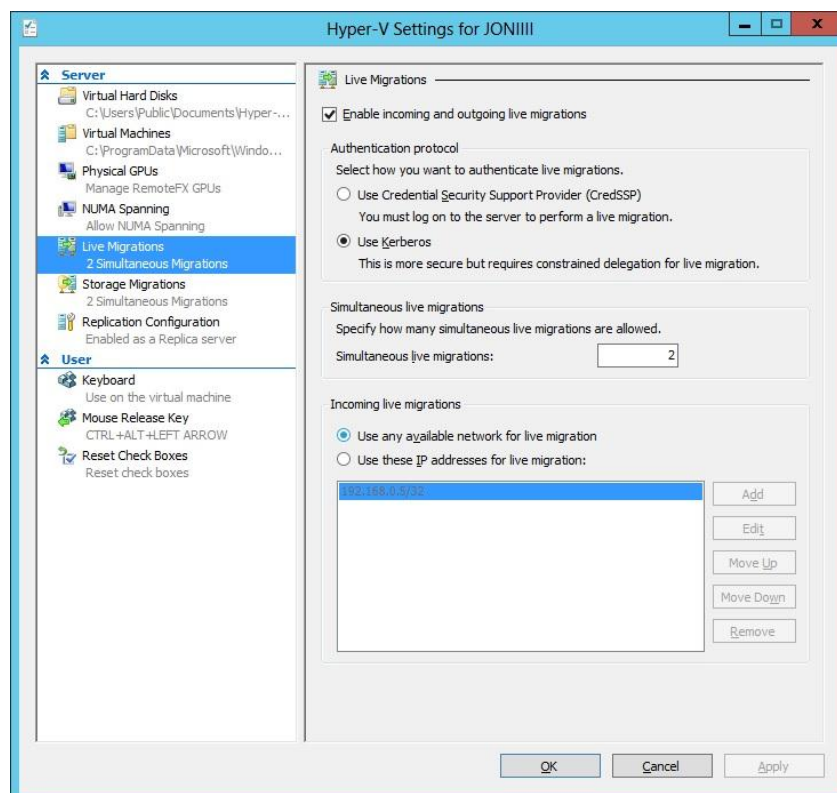 Hyper-V Settings for JONIIII
Server
Virtual Hard Disks
C:\Users\Public\Documents\Hyper-...
Virtual Machines
C:\ProgramData\Microsoft\Windo...
Physical GPUs
Manage RemoteFX GPUs
NUMA Spanning
Allow NUMA Spanning
Live Migrations
2 Simultaneous Migrations
Storage Migrations
2 Simultaneous Migrations
Replication Configuration
Enabled as a Replica server
User
Keyboard
Use on the virtual machine
Mouse Release Key
CTRL+ALT+LEFT ARROW
Reset Check Boxes
Reset check boxes
Live Migrations
Enable incoming and outgoing live migrations
Authentication protocol
Select how you want to authenticate live migrations.
Use Credential Security Support Provider (CredSSP)
You must log on to the server to perform a live migration.
Use Kerberos
This is more secure but requires constrained delegation for live migration.
Simultaneous live migrations
Specify how many simultaneous live migrations are allowed.
Simultaneous live migrations: 2
Incoming live migrations
Use any available network for live migration
Use these IP addresses for live migration:
192.168.0.5/32
Add
Edit
Move Up
Move Down
Remove
OK Cancel Apply